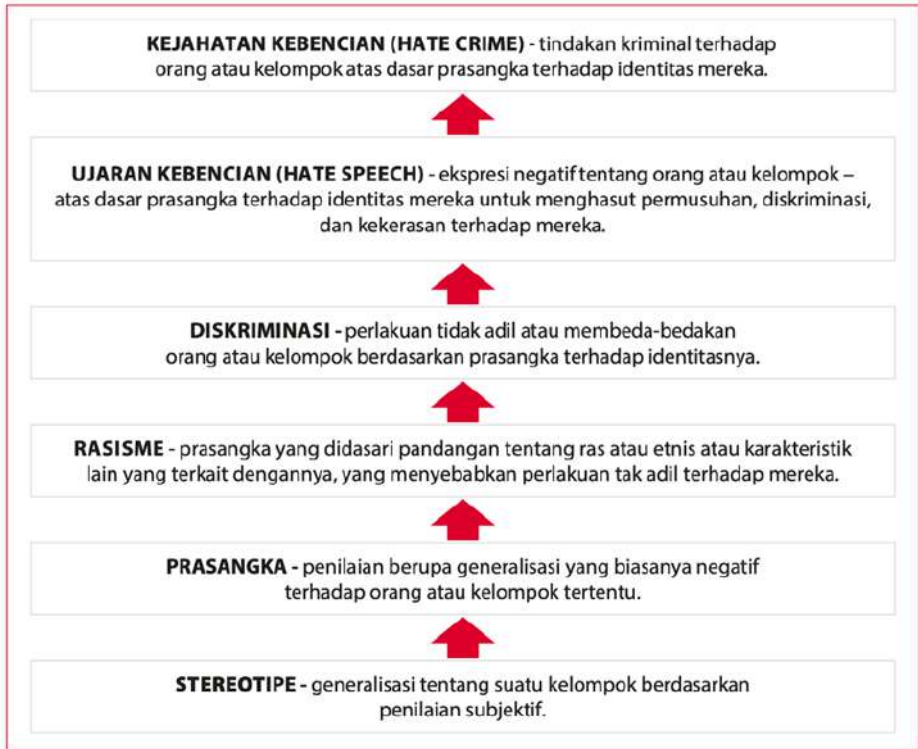 KEJAHATAN KEBENCIAN (HATE CRIME) - tindakan kriminal terhadap
orang atau kelompok atas dasar prasangka terhadap identitas mereka.
UJARAN KEBENCIAN (HATE SPEECH) - ekspresi negatif tentang orang atau kelompok –
atas dasar prasangka terhadap identitas mereka untuk menghasut permusuhan, diskriminasi,
dan kekerasan terhadap mereka.
DISKRIMINASI - perlakuan tidak adil atau membeda-bedakan
orang atau kelompok berdasarkan prasangka terhadap identitasnya.
RASISME - prasangka yang didasari pandangan tentang ras atau etnis atau karakteristik
lain yang terkait dengannya, yang menyebabkan perlakuan tak adil terhadap mereka.
PRASANGKA - penilaian berupa generalisasi yang biasanya negatif
terhadap orang atau kelompok tertentu.
STEREOTIPE - generalisasi tentang suatu kelompok berdasarkan
penilaian subjektif.